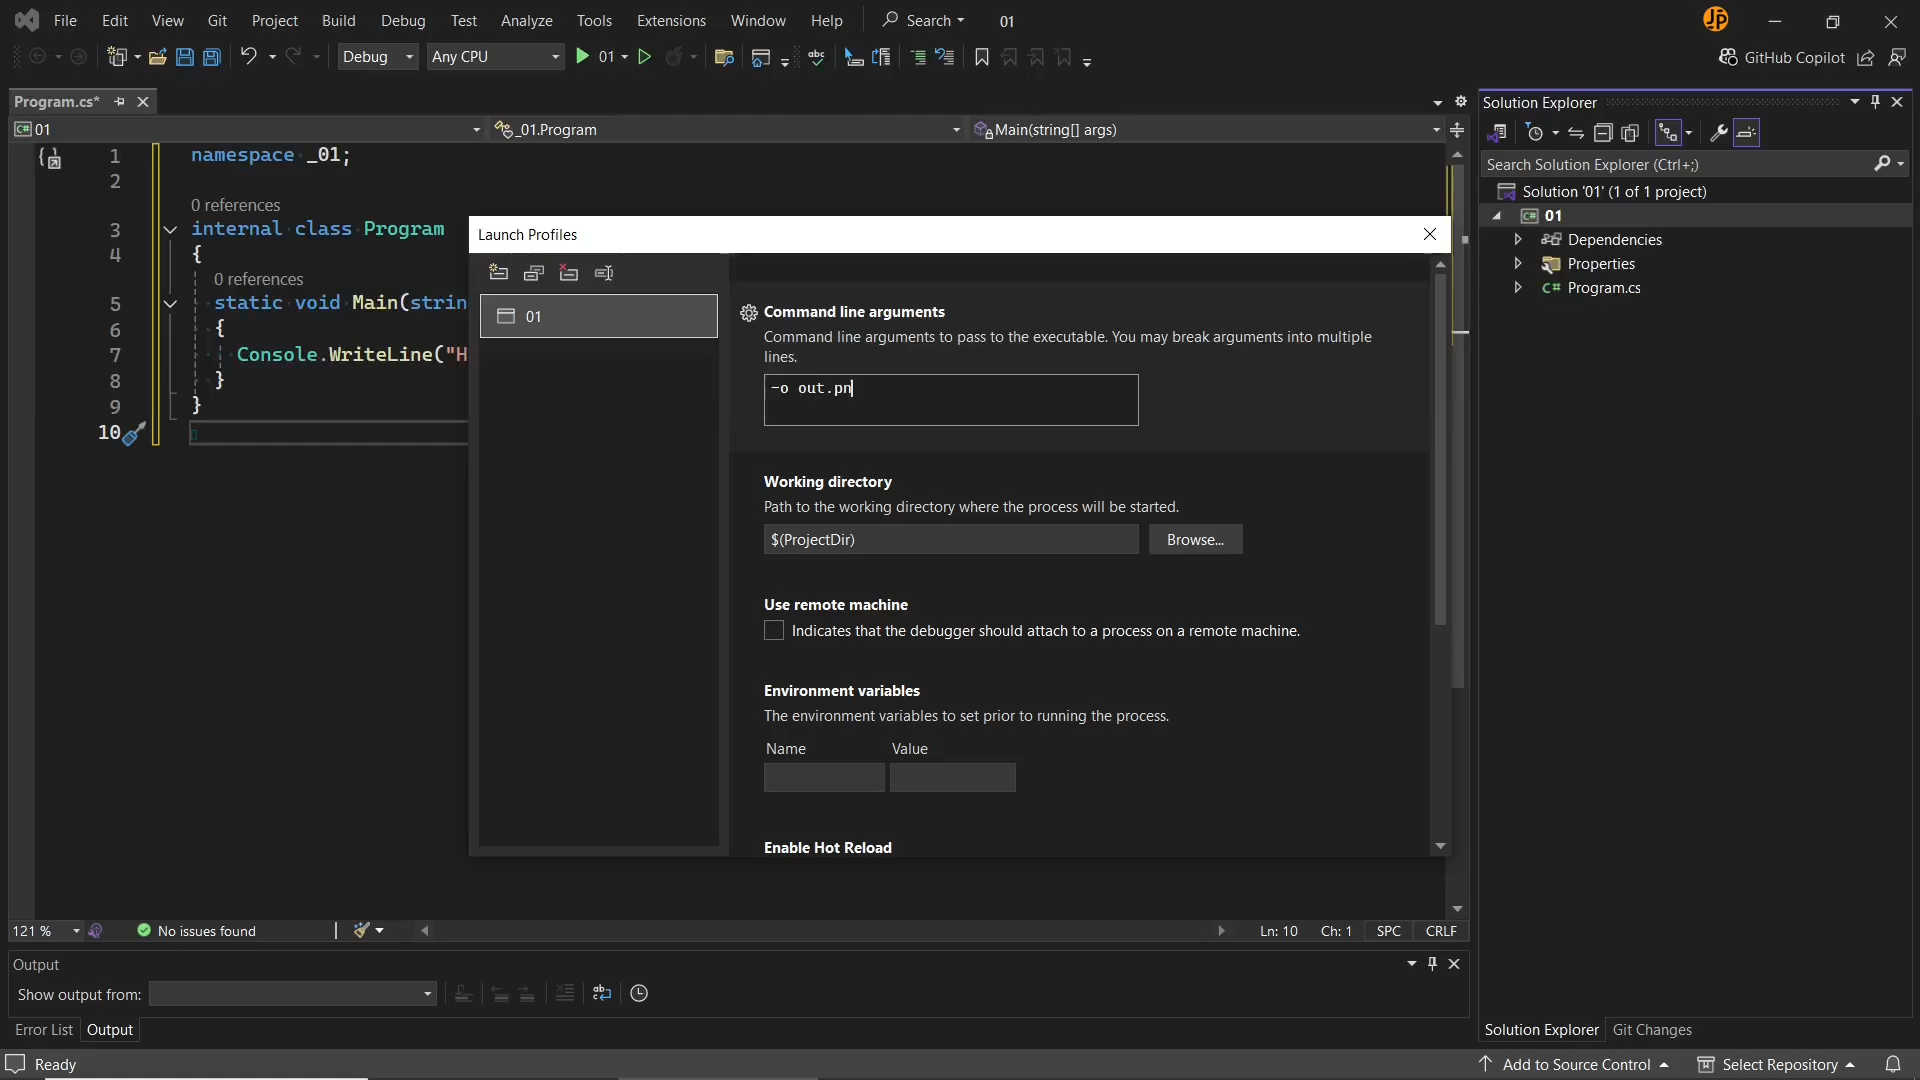 File Edit View Git Project Build Debug Test Analyze Tools Extensions Window Help Search 01 JP
Debug Any CPU 01 abc GitHub Copilot
Program.cs*
C# 01 _01.Program Main(string[] args)
1 namespace _01;
2
0 references
3 internal class Program
4 {
0 references
5 static void Main(strin
6 {
7 Console.WriteLine("H
8 }
9 }
10
Launch Profiles
01
Command line arguments
Command line arguments to pass to the executable. You may break arguments into multiple
lines.
-o out.pn
Working directory
Path to the working directory where the process will be started.
$(ProjectDir)
Browse...
Use remote machine
Indicates that the debugger should attach to a process on a remote machine.
Environment variables
The environment variables to set prior to running the process.
Name Value
Enable Hot Reload
121 % No issues found Ln: 10 Ch: 1 SPC CRLF
Output
Show output from:
Error List Output
Solution Explorer
Search Solution Explorer (Ctrl+;)
Solution '01' (1 of 1 project)
C# 01
Dependencies
Properties
C# Program.cs
Solution Explorer Git Changes
Ready Add to Source Control Select Repository